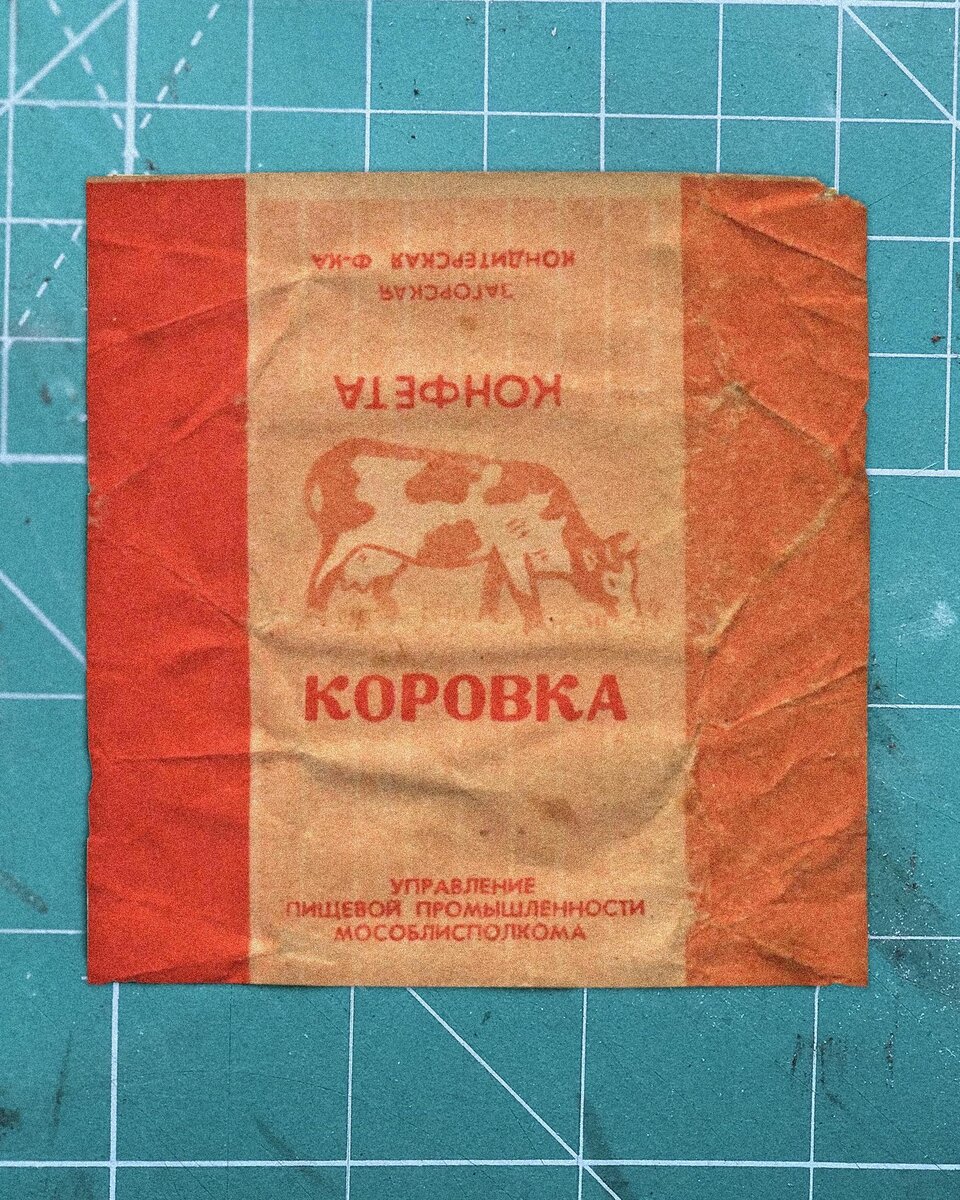 КОНФЕТА
ЗАГОРСКАЯ
КОНДИТЕРСКАЯ Ф-КА
КОРОВКА
УПРАВЛЕНИЕ
ПИЩЕВОЙ ПРОМЫШЛЕННОСТИ
МОСОБЛИСПОЛКОМА